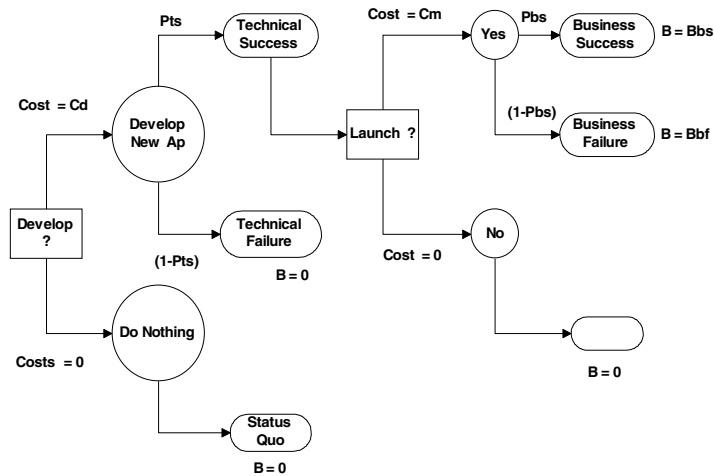 Pts
Technical
Success
Cost = Cm
Yes
Pbs
Business
Success
B = Bbs
Cost = Cd
Develop
New Ap
Launch ?
(1-Pbs)
Business
Failure
B = Bbf
Develop
?
Technical
Failure
(1-Pts)
B = 0
Cost = 0
No
Do Nothing
Costs = 0
B = 0
Status
Quo
B = 0